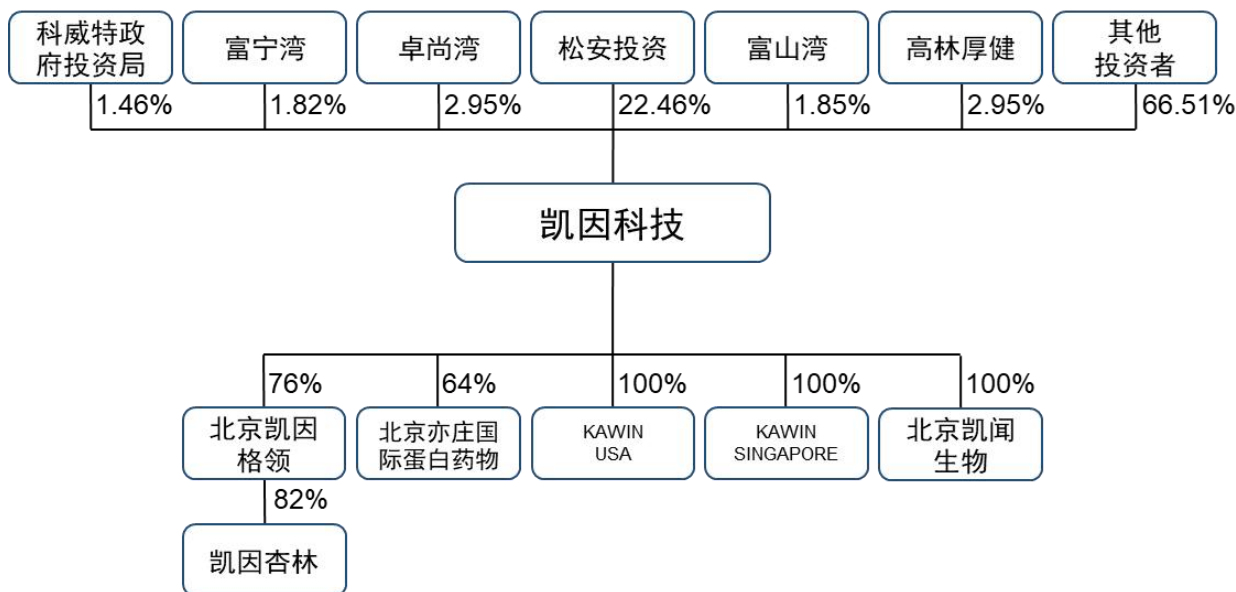 科威特政
府投资局
富宁湾
卓尚湾
松安投资
富山湾
高林厚健
其他
投资者
1.46%
1.82%
2.95%
22.46%
1.85%
2.95%
66.51%
凯因科技
76%
64%
100%
100%
100%
北京凯因
格领
北京亦庄国
际蛋白药物
KAWIN
USA
KAWIN
SINGAPORE
北京凯闻
生物
82%
凯因杏林